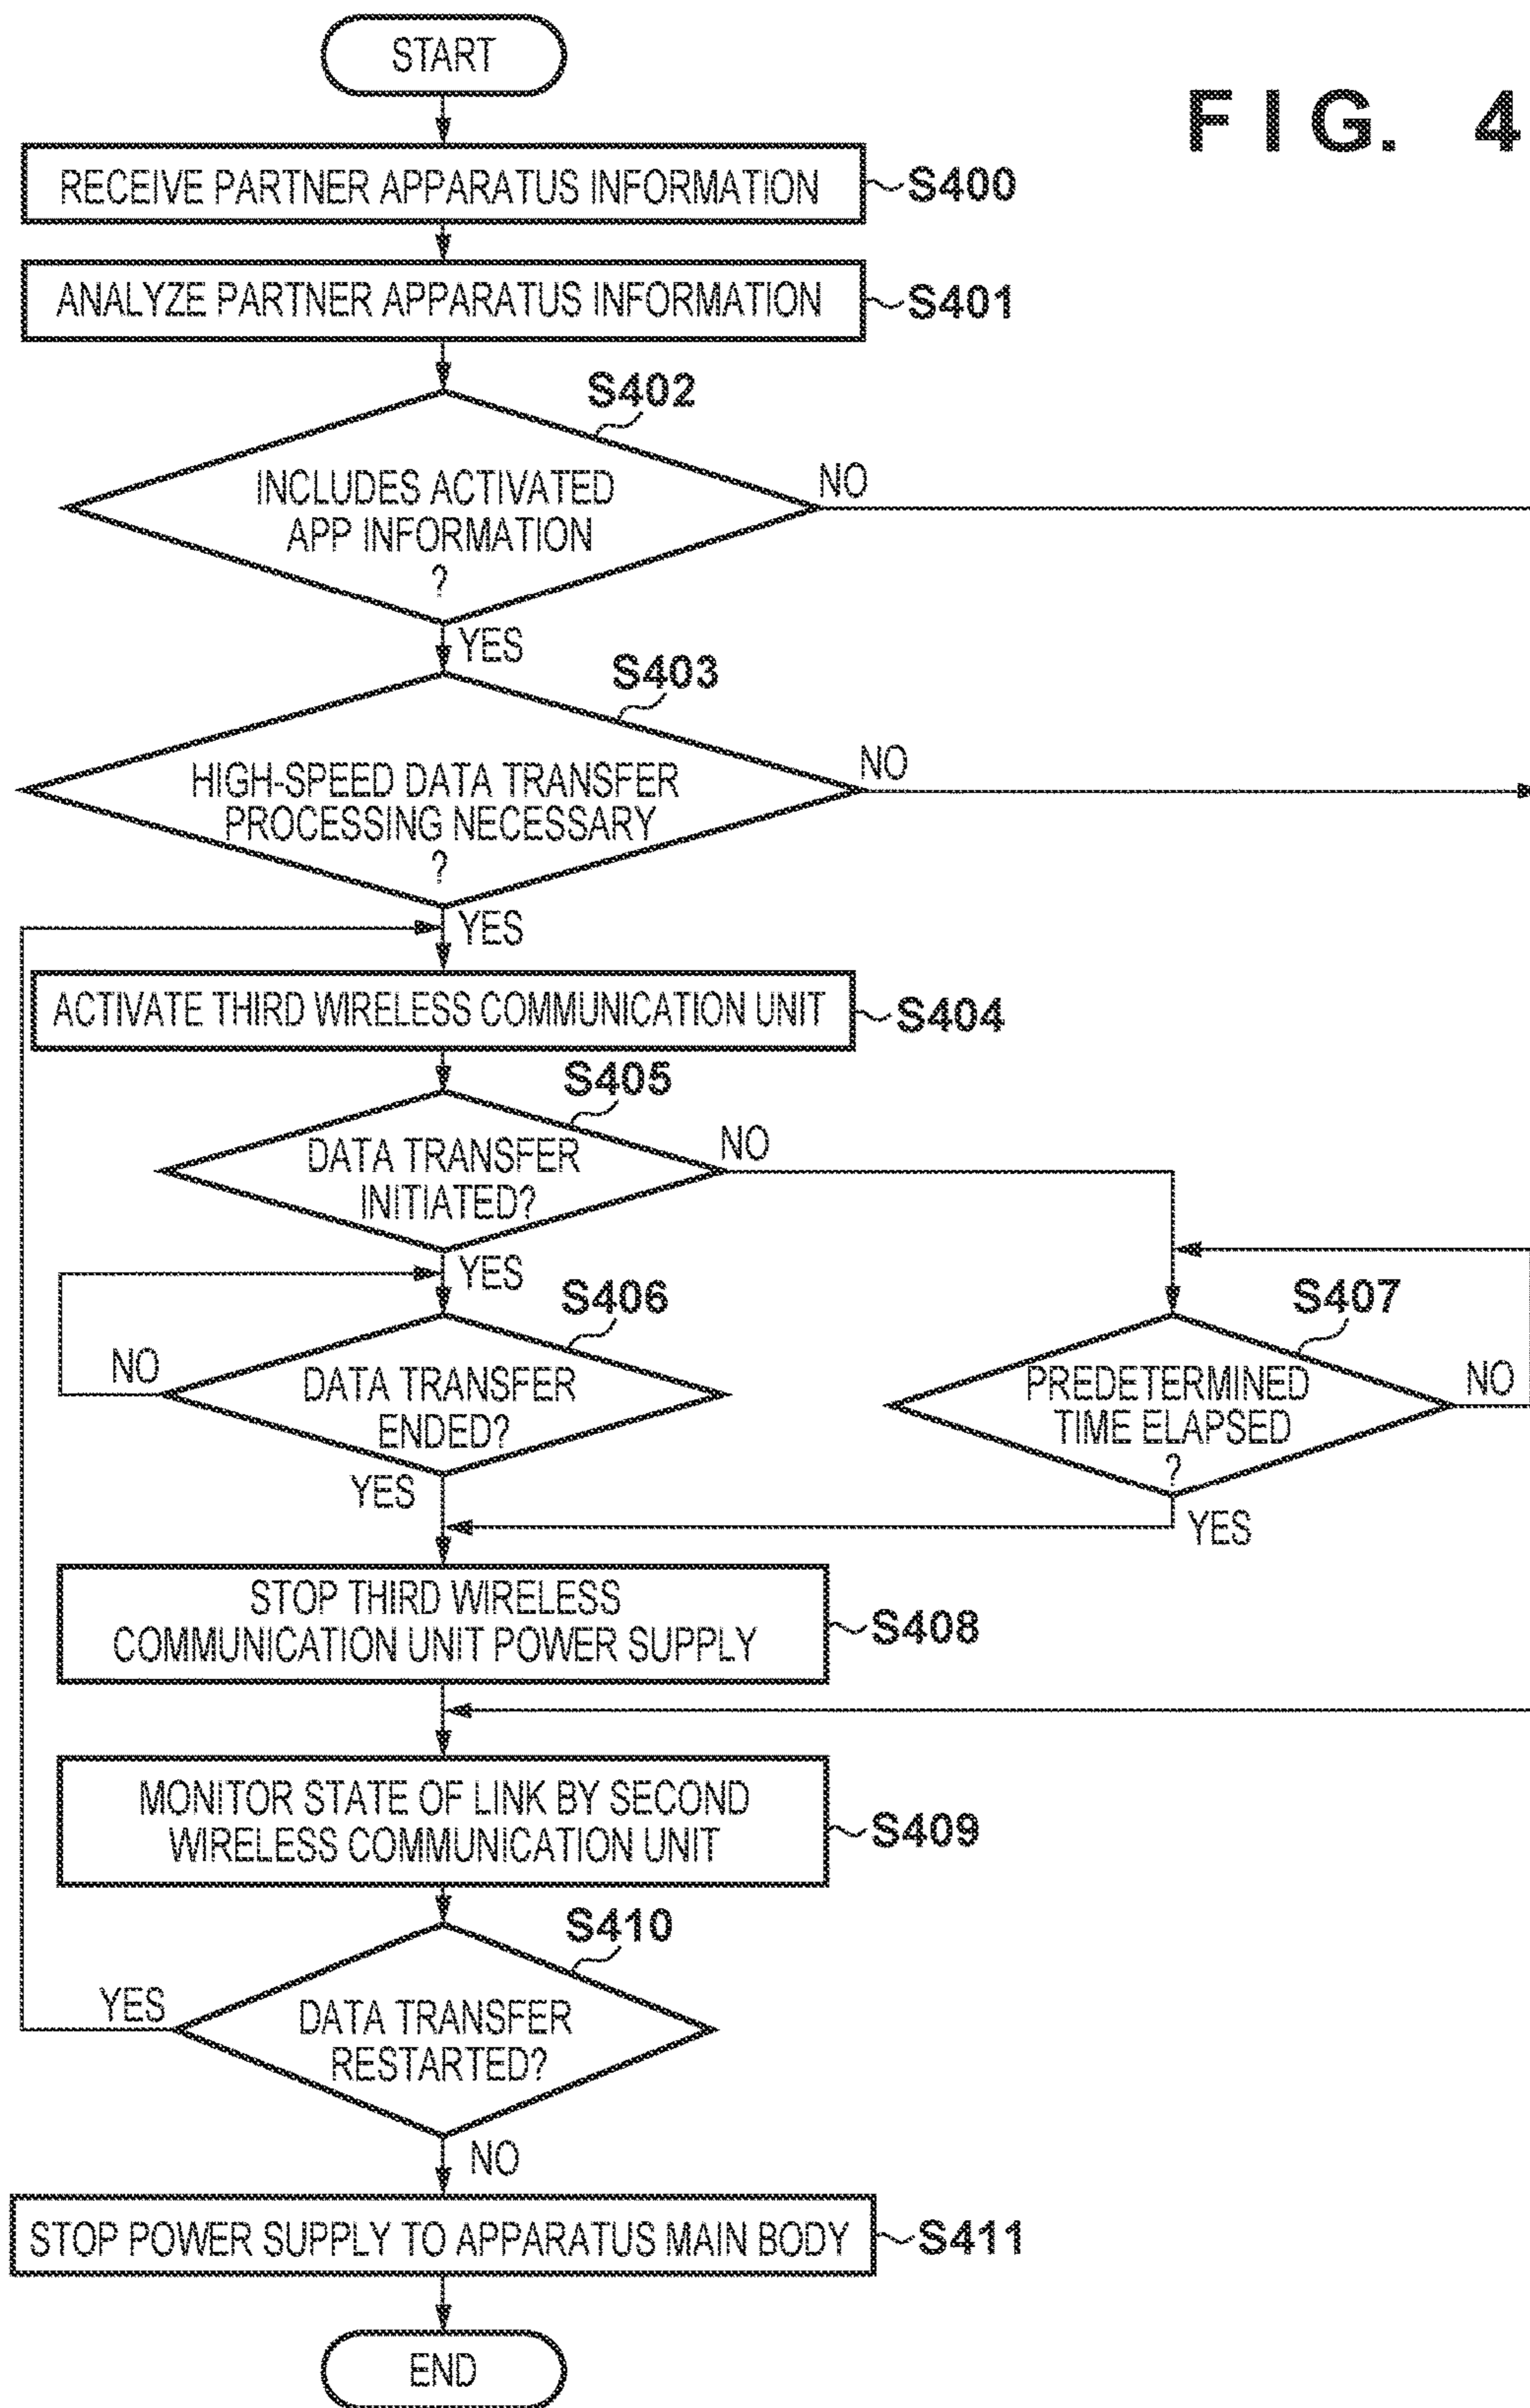 FIG. 4
START
RECEIVE PARTNER APPARATUS INFORMATION
S400
ANALYZE PARTNER APPARATUS INFORMATION
S401
S402
INCLUDES ACTIVATED
APP INFORMATION
?
NO
YES
S403
HIGH-SPEED DATA TRANSFER
PROCESSING NECESSARY
?
NO
YES
ACTIVATE THIRD WIRELESS COMMUNICATION UNIT
S404
S405
DATA TRANSFER
INITIATED?
NO
YES
S406
DATA TRANSFER
ENDED?
NO
YES
S407
PREDETERMINED
TIME ELAPSED
?
NO
YES
STOP THIRD WIRELESS
COMMUNICATION UNIT POWER SUPPLY
S408
MONITOR STATE OF LINK BY SECOND
WIRELESS COMMUNICATION UNIT
S409
S410
DATA TRANSFER
RESTARTED?
YES
NO
STOP POWER SUPPLY TO APPARATUS MAIN BODY
S411
END